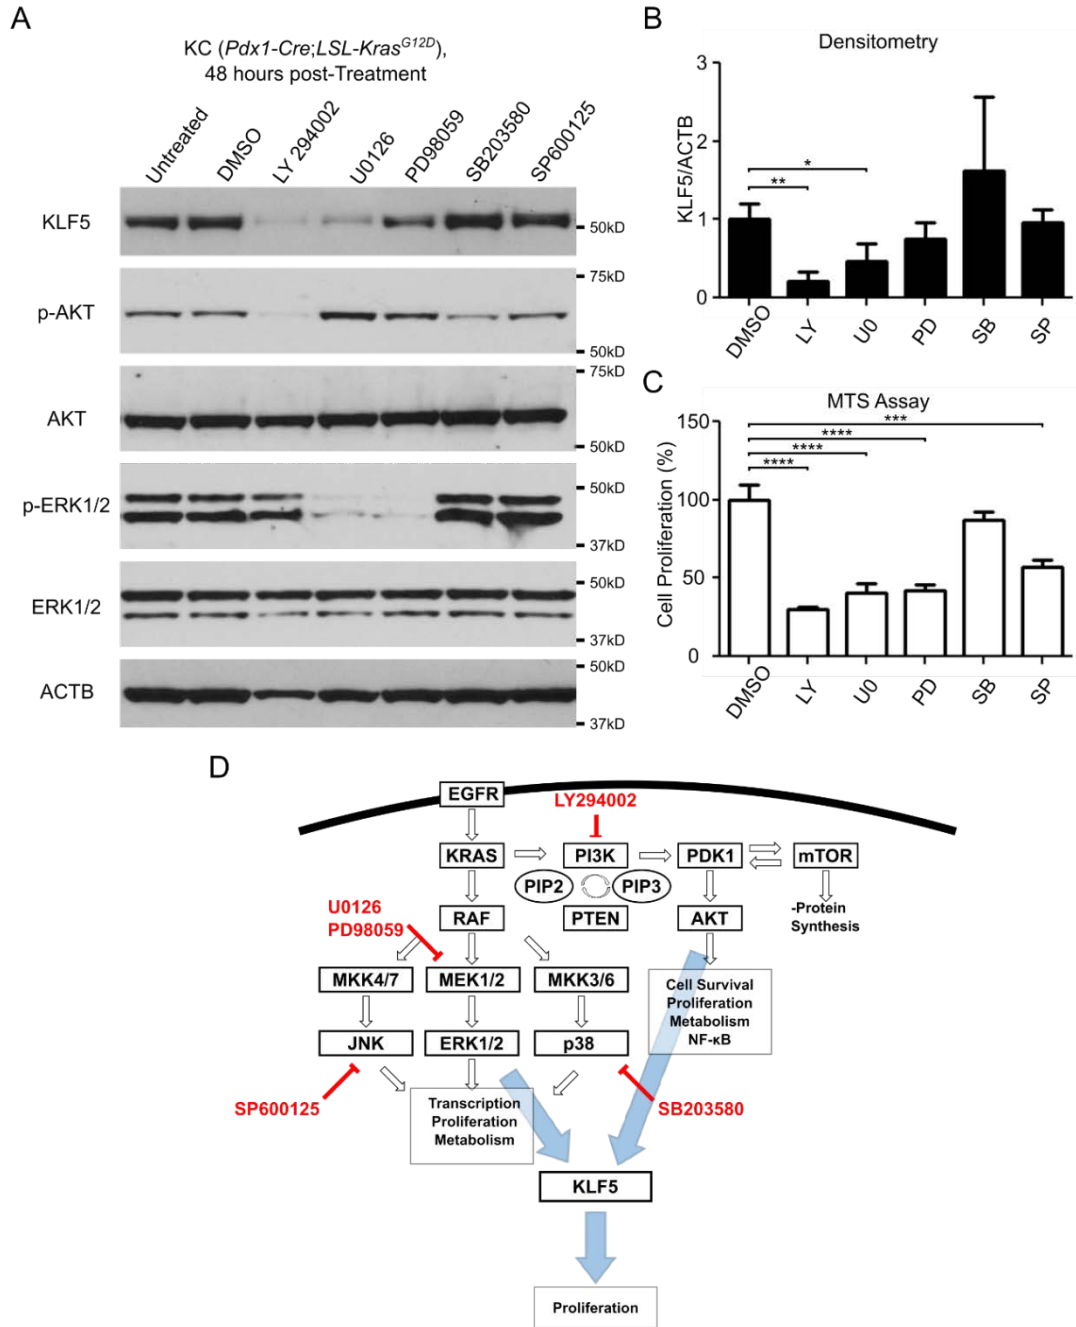 A
KC (Pdx1-Cre;LSL-KrasG12D),
48 hours post-Treatment
Untreated
DMSO
LY 294002
U0126
PD98059
SB203580
SP600125
KLF5
50kD
75kD
p-AKT
50kD
75kD
AKT
50kD
50kD
p-ERK1/2
37kD
50kD
ERK1/2
37kD
50kD
ACTB
37kD
B
Densitometry
KLF5/ACTB
3
2
1
0
*
**
DMSO
LY
U0
PD
SB
SP
C
MTS Assay
Cell Proliferation (%)
150
100
50
0
***
****
****
****
DMSO
LY
U0
PD
SB
SP
D
EGFR
LY294002
KRAS
PI3K
PDK1
mTOR
PIP2
PIP3
U0126
PD98059
RAF
PTEN
AKT
-Protein
Synthesis
MKK4/7
MEK1/2
MKK3/6
Cell Survival
Proliferation
Metabolism
NF-κB
JNK
ERK1/2
p38
SP600125
Transcription
Proliferation
Metabolism
SB203580
KLF5
Proliferation